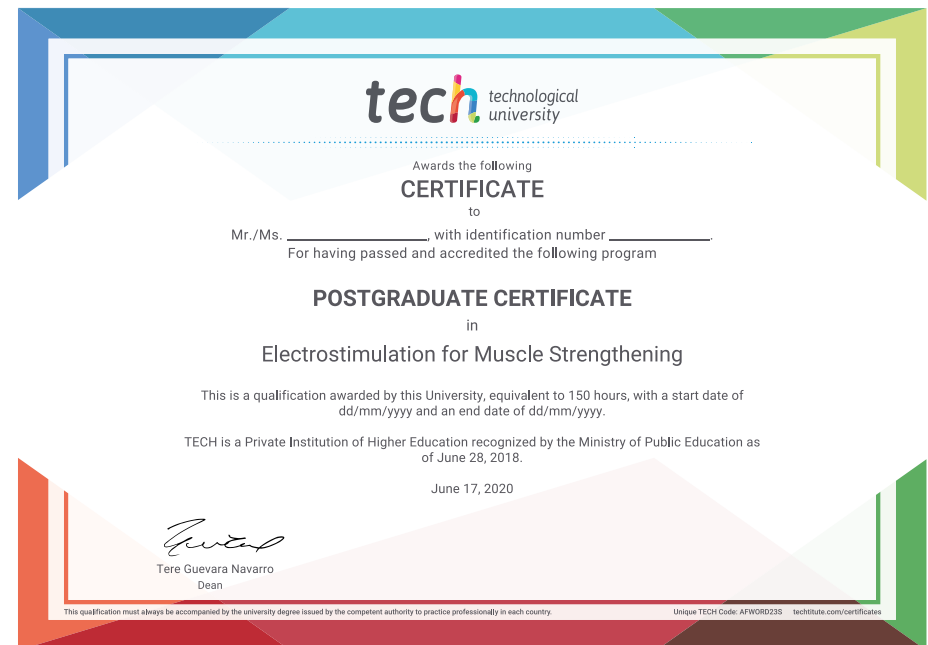 tech technological
university
Awards the following
CERTIFICATE
to
Mr./Ms. ____________________, with identification number ______________.
For having passed and accredited the following program
POSTGRADUATE CERTIFICATE
in
Electrostimulation for Muscle Strengthening
This is a qualification awarded by this University, equivalent to 150 hours, with a start date of
dd/mm/yyyy and an end date of dd/mm/yyyy.
TECH is a Private Institution of Higher Education recognized by the Ministry of Public Education as
of June 28, 2018.
June 17, 2020
Tere Guevara Navarro
Dean
This qualification must always be accompanied by the university degree issued by the competent authority to practice professionally in each country. Unique TECH Code: AFWORD23S techtitute.com/certificates